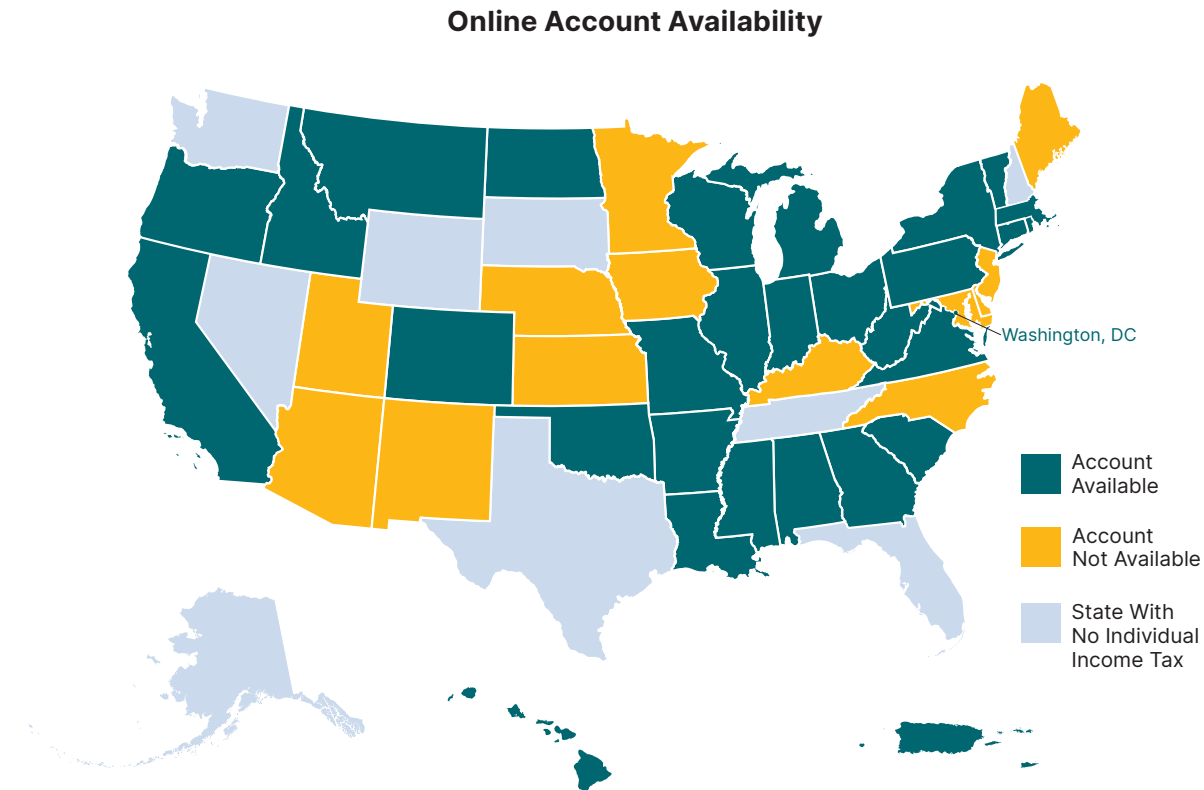 Online Account Availability
Washington, DC
Account
Available
Account
Not Available
State With
No Individual
Income Tax